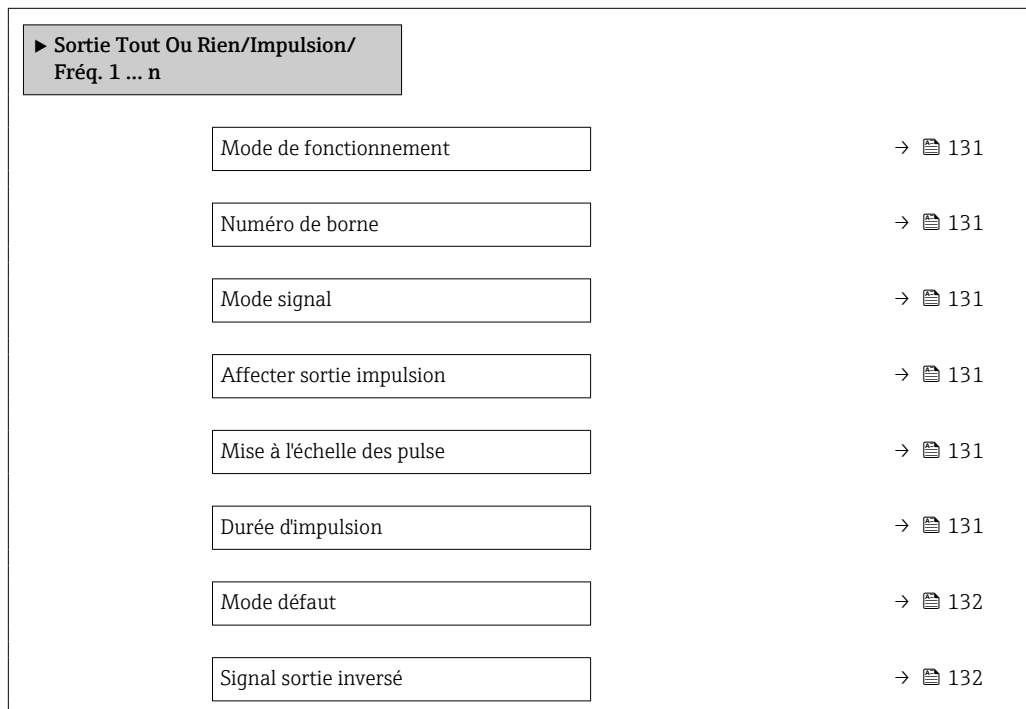 ▶ Sortie Tout Ou Rien/Impulsion/
Fréq. 1 … n
Mode de fonctionnement → 131
Numéro de borne → 131
Mode signal → 131
Affecter sortie impulsion → 131
Mise à l'échelle des pulse → 131
Durée d'impulsion → 131
Mode défaut → 132
Signal sortie inversé → 132